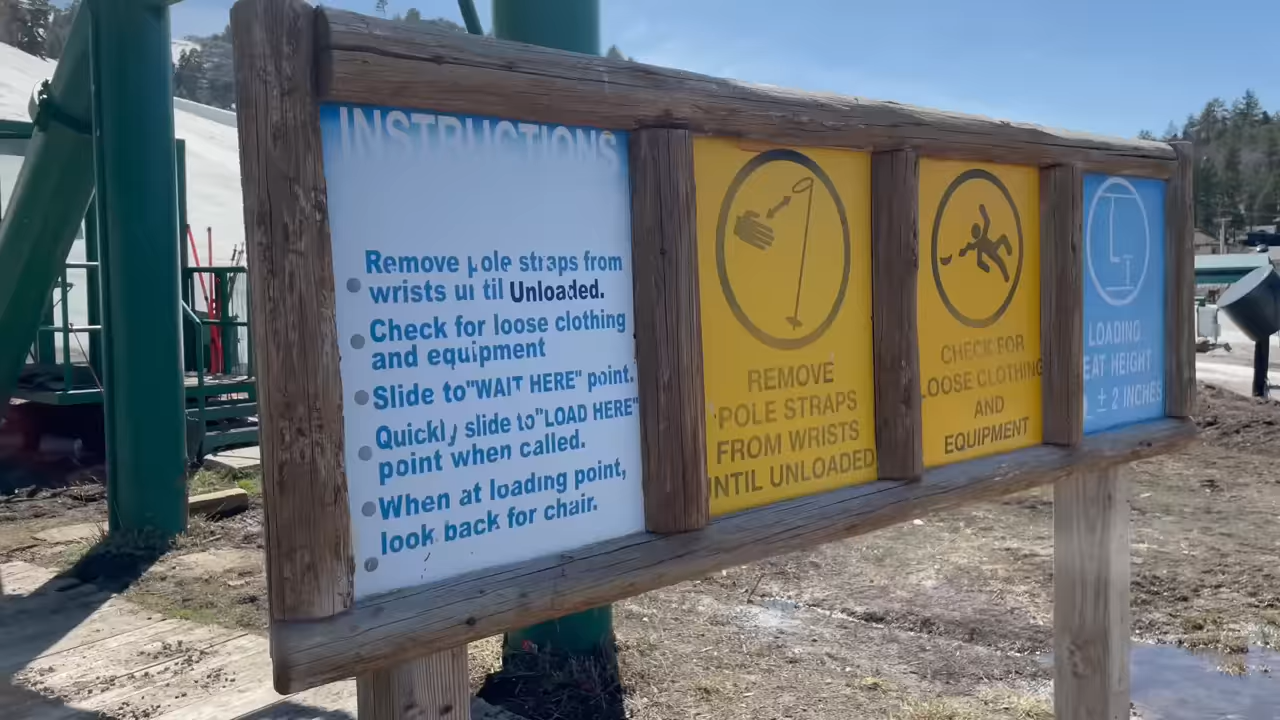 INSTRUCTIONS
Remove pole straps from
wrists until Unloaded.
Check for loose clothing
and equipment
Slide to "WAIT HERE" point.
Quickly slide to "LOAD HERE"
point when called.
When at loading point,
look back for chair.
REMOVE
POLE STRAPS
FROM WRISTS
UNTIL UNLOADED
CHECK FOR
LOOSE CLOTHING
AND
EQUIPMENT
LOADING
EAT HEIGHT
± 2 INCHES